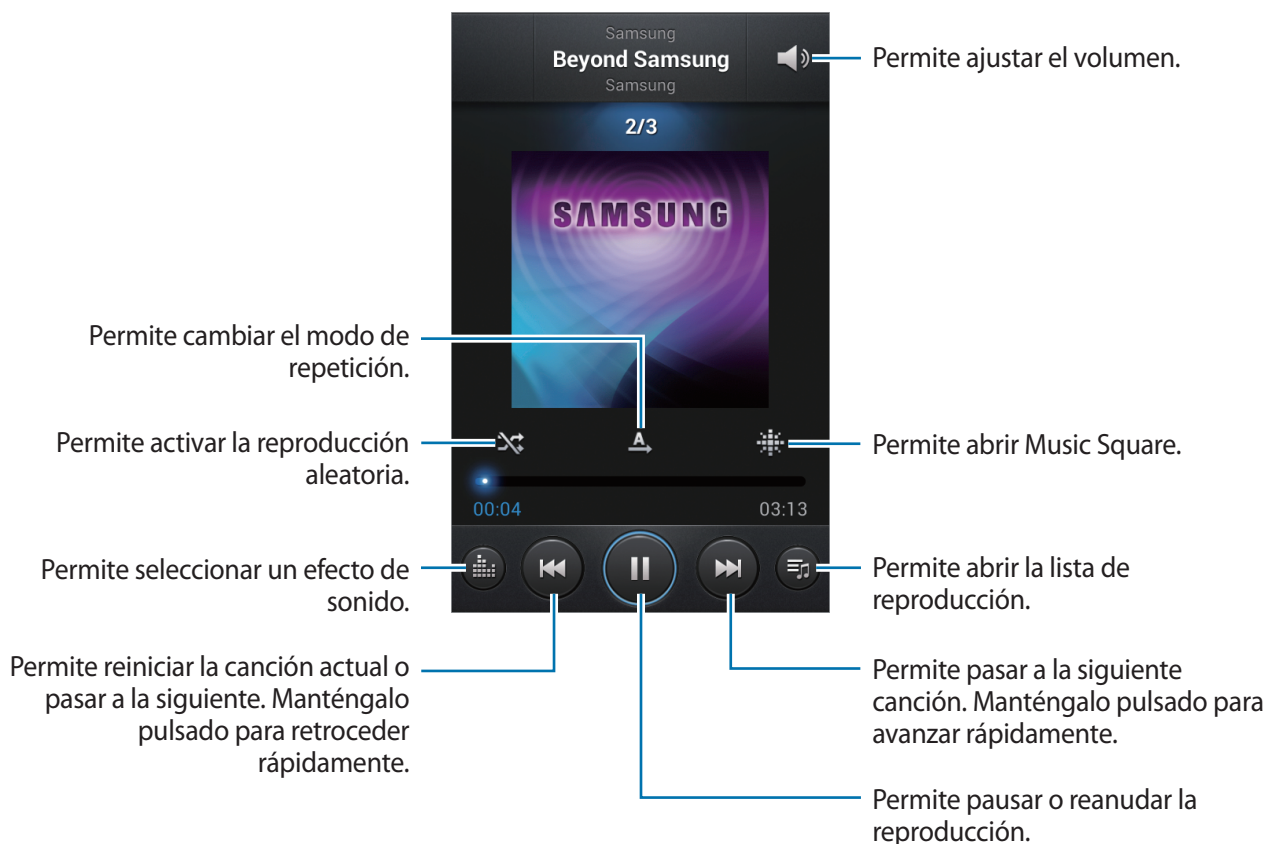 Samsung
Beyond Samsung
Samsung
Permite ajustar el volumen.
2/3
SAMSUNG
Permite cambiar el modo de
repetición.
A
Permite activar la reproducción
aleatoria.
Permite abrir Music Square.
00:04
03:13
Permite seleccionar un efecto de
sonido.
Permite abrir la lista de
reproducción.
Permite reiniciar la canción actual o
pasar a la siguiente. Manténgalo
pulsado para retroceder
rápidamente.
Permite pasar a la siguiente
canción. Manténgalo pulsado para
avanzar rápidamente.
Permite pausar o reanudar la
reproducción.